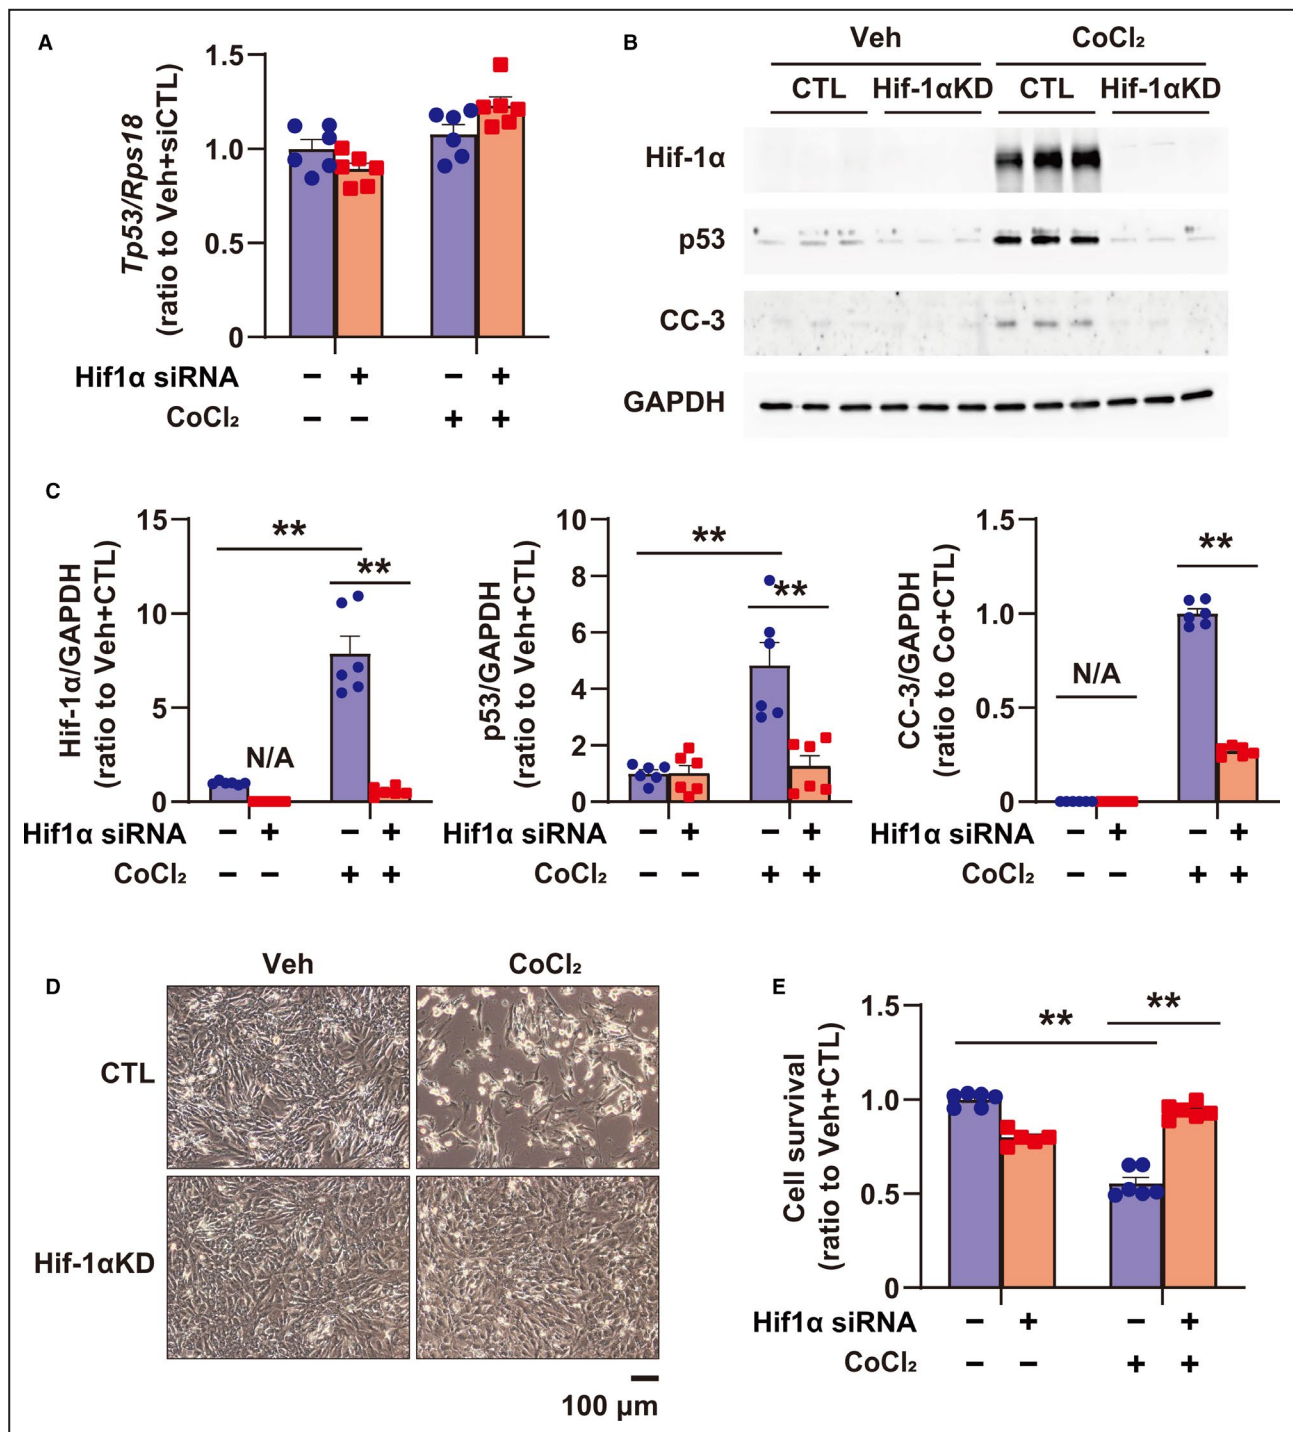 A
Tp53/Rps18
(ratio to Veh+siCTL)
1.5
1.0
0.5
0
Hif1α siRNA − + − +
CoCl₂ − − + +
B
Veh CoCl₂
CTL Hif-1αKD CTL Hif-1αKD
Hif-1α
p53
CC-3
GAPDH
C
Hif-1α/GAPDH
(ratio to Veh+CTL)
15
10
5
0
**
**
N/A
Hif1α siRNA − + − +
CoCl₂ − − + +
p53/GAPDH
(ratio to Veh+CTL)
10
8
6
4
2
0
**
**
Hif1α siRNA − + − +
CoCl₂ − − + +
CC-3/GAPDH
(ratio to Co+CTL)
1.5
1.0
0.5
0
**
N/A
Hif1α siRNA − + − +
CoCl₂ − − + +
D
Veh CoCl₂
CTL
Hif-1αKD
100 μm
E
Cell survival
(ratio to Veh+CTL)
1.5
1.0
0.5
0
**
**
Hif1α siRNA − + − +
CoCl₂ − − + +